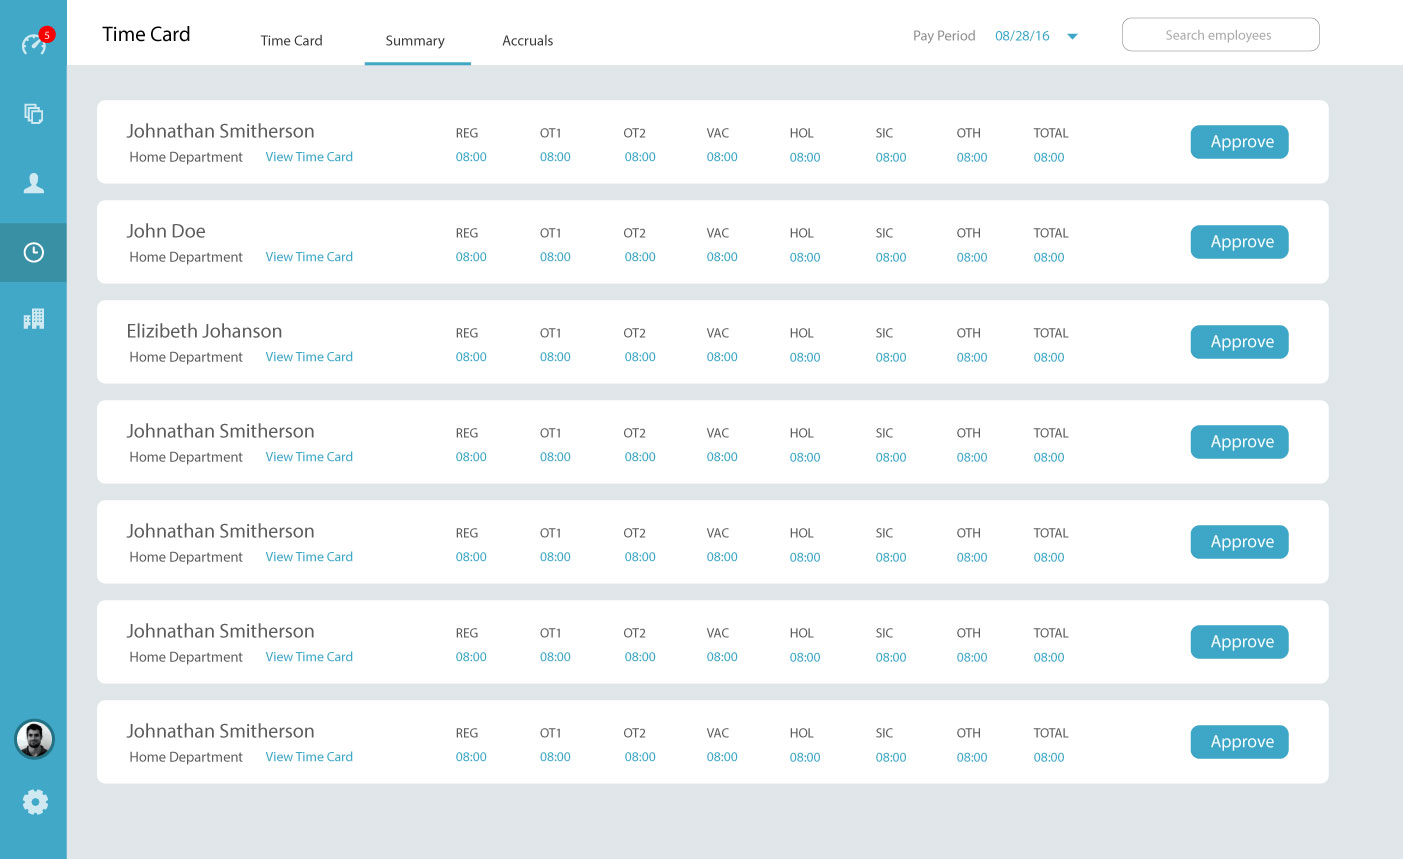 5
Time Card
Time Card Summary Accruals
Pay Period 08/28/16
Search employees
Johnathan Smitherson REG OT1 OT2 VAC HOL SIC OTH TOTAL Approve
Home Department View Time Card 08:00 08:00 08:00 08:00 08:00 08:00 08:00 08:00
John Doe REG OT1 OT2 VAC HOL SIC OTH TOTAL Approve
Home Department View Time Card 08:00 08:00 08:00 08:00 08:00 08:00 08:00 08:00
Elizibeth Johanson REG OT1 OT2 VAC HOL SIC OTH TOTAL Approve
Home Department View Time Card 08:00 08:00 08:00 08:00 08:00 08:00 08:00 08:00
Johnathan Smitherson REG OT1 OT2 VAC HOL SIC OTH TOTAL Approve
Home Department View Time Card 08:00 08:00 08:00 08:00 08:00 08:00 08:00 08:00
Johnathan Smitherson REG OT1 OT2 VAC HOL SIC OTH TOTAL Approve
Home Department View Time Card 08:00 08:00 08:00 08:00 08:00 08:00 08:00 08:00
Johnathan Smitherson REG OT1 OT2 VAC HOL SIC OTH TOTAL Approve
Home Department View Time Card 08:00 08:00 08:00 08:00 08:00 08:00 08:00 08:00
Johnathan Smitherson REG OT1 OT2 VAC HOL SIC OTH TOTAL Approve
Home Department View Time Card 08:00 08:00 08:00 08:00 08:00 08:00 08:00 08:00